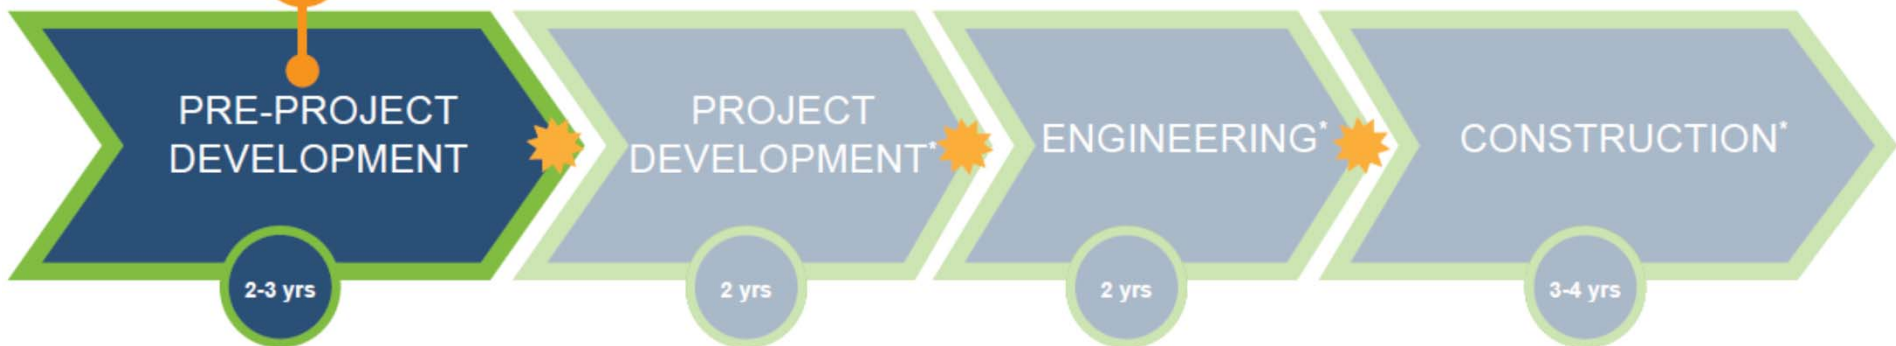 PRE-PROJECT
DEVELOPMENT
2-3 yrs
PROJECT
DEVELOPMENT*
2 yrs
ENGINEERING*
2 yrs
CONSTRUCTION*
3-4 yrs